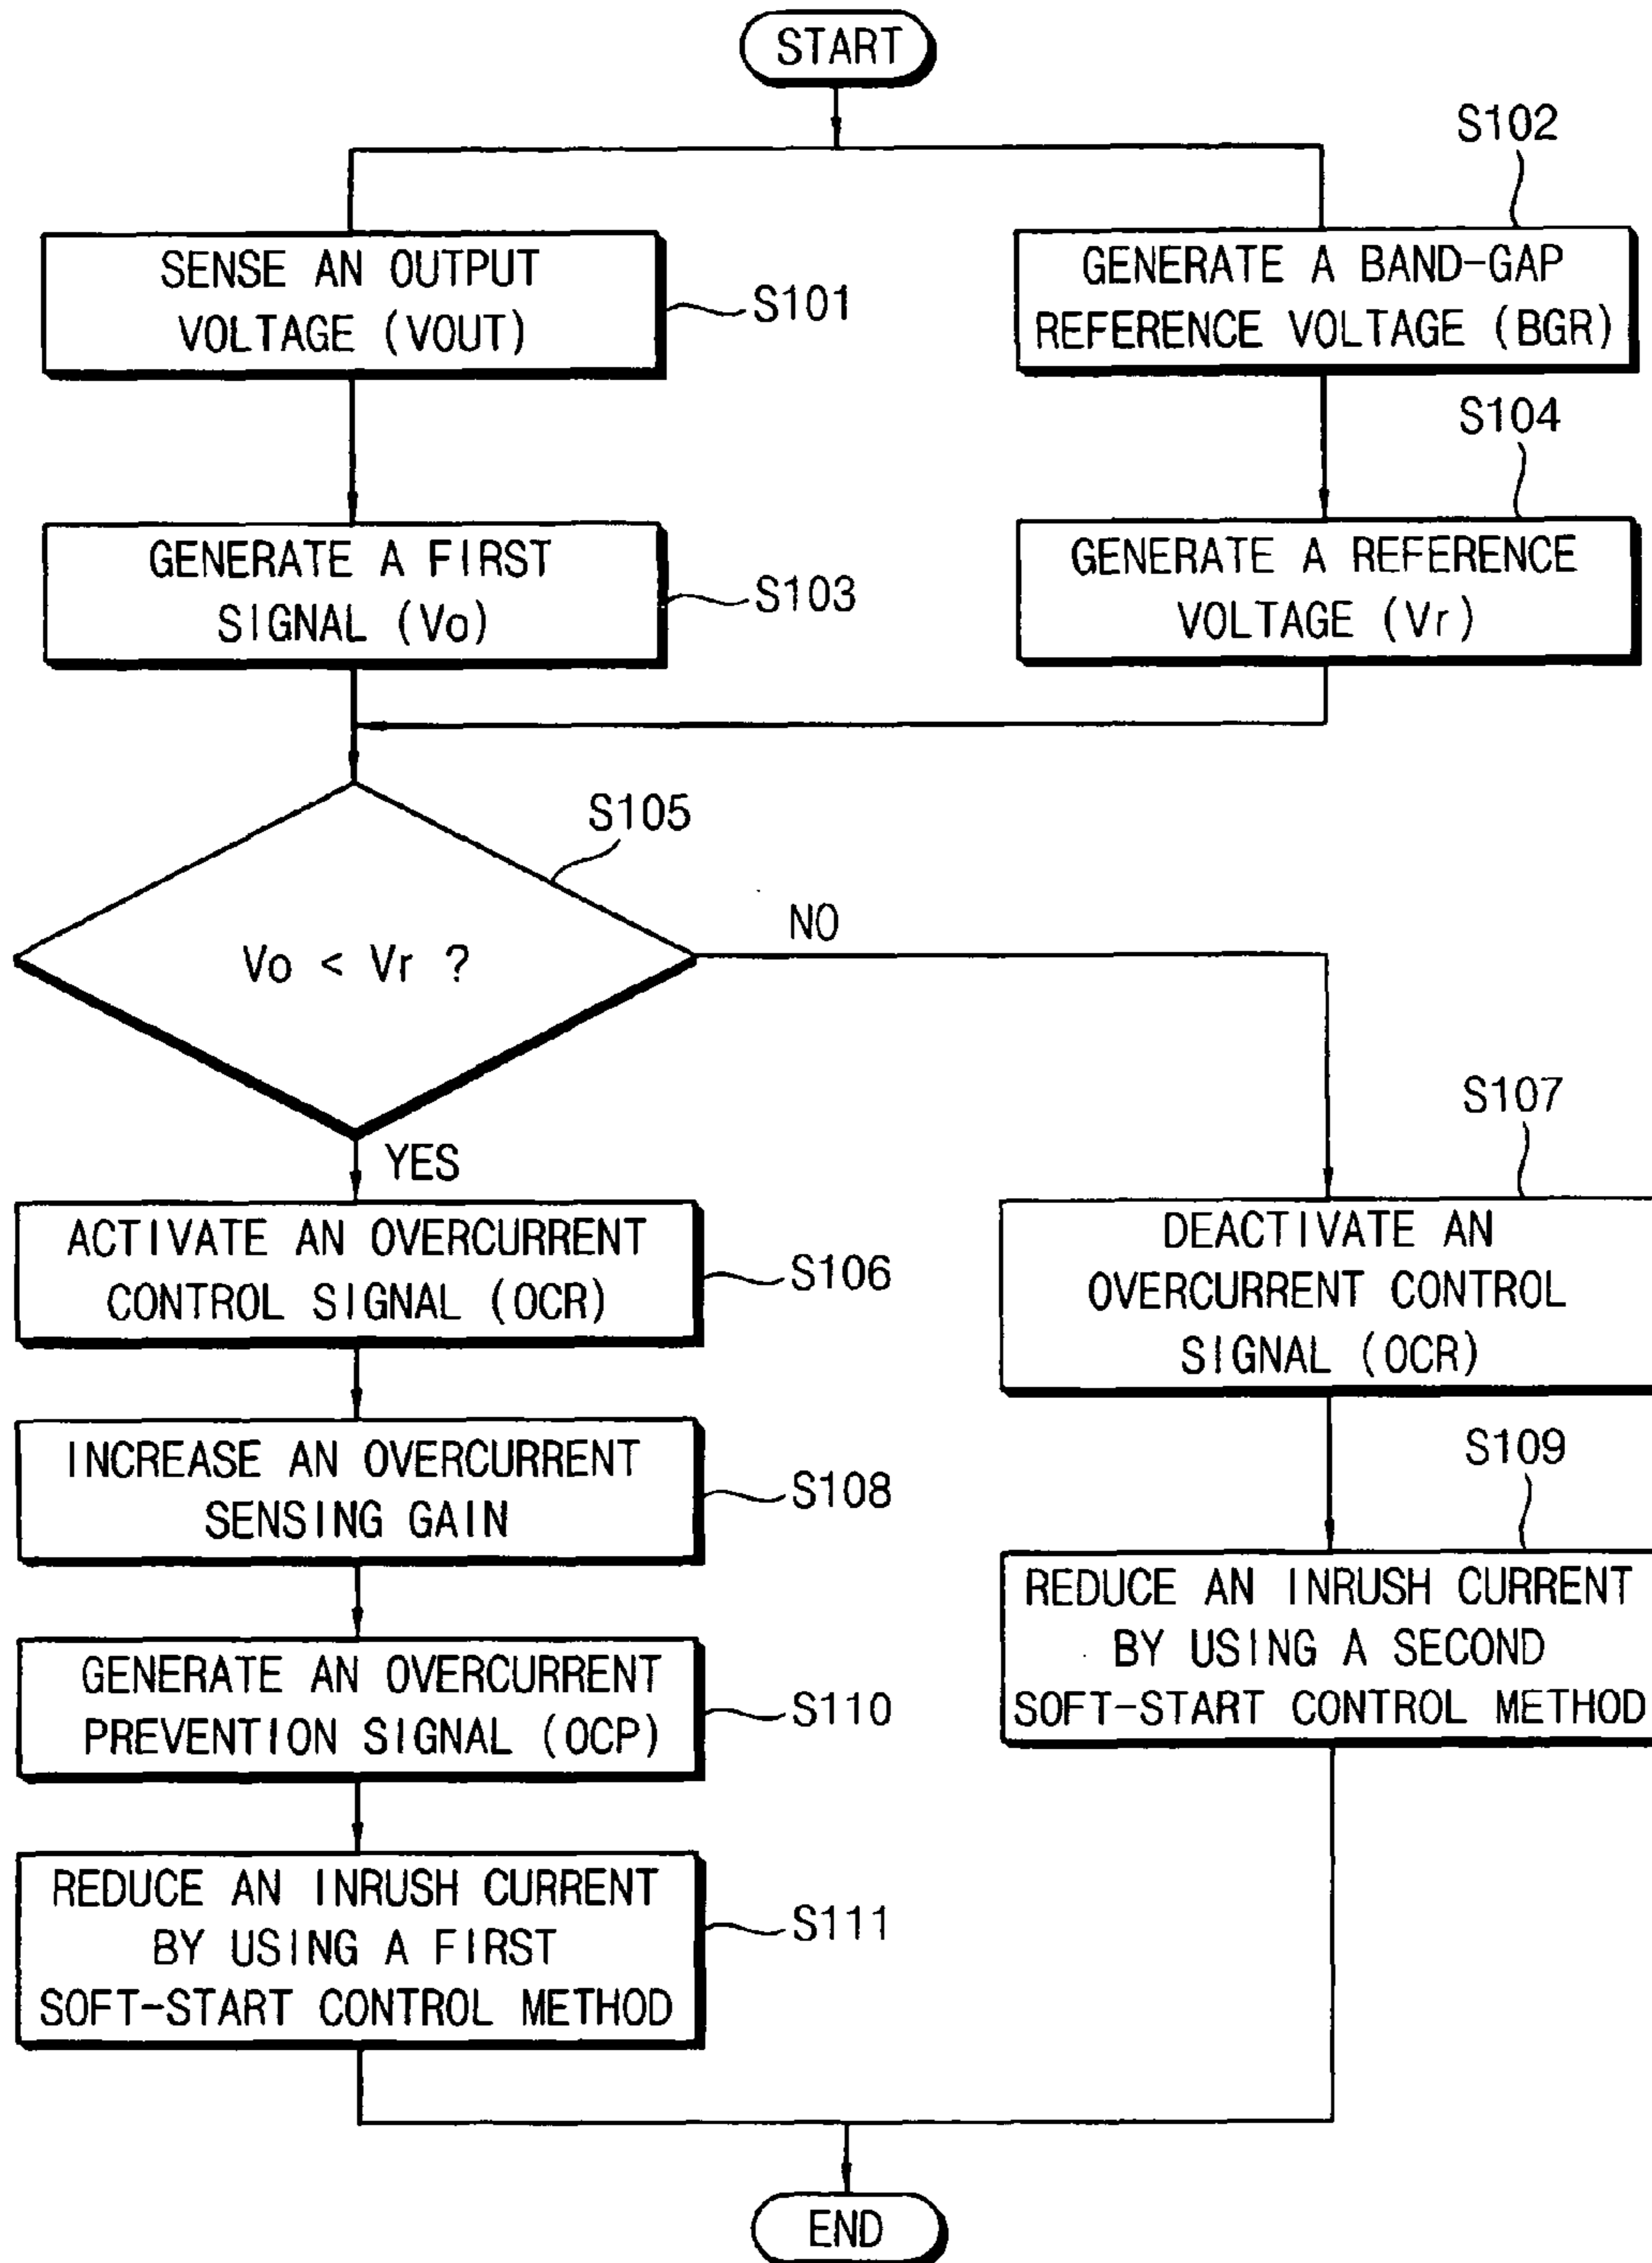 START
S102
SENSE AN OUTPUT
VOLTAGE (VOUT)
S101
GENERATE A BAND-GAP
REFERENCE VOLTAGE (BGR)
S104
GENERATE A FIRST
SIGNAL (Vo)
S103
GENERATE A REFERENCE
VOLTAGE (Vr)
S105
Vo < Vr ?
NO
YES
S107
ACTIVATE AN OVERCURRENT
CONTROL SIGNAL (OCR)
S106
DEACTIVATE AN
OVERCURRENT CONTROL
SIGNAL (OCR)
INCREASE AN OVERCURRENT
SENSING GAIN
S108
S109
REDUCE AN INRUSH CURRENT
BY USING A SECOND
SOFT-START CONTROL METHOD
GENERATE AN OVERCURRENT
PREVENTION SIGNAL (OCP)
S110
REDUCE AN INRUSH CURRENT
BY USING A FIRST
SOFT-START CONTROL METHOD
S111
END